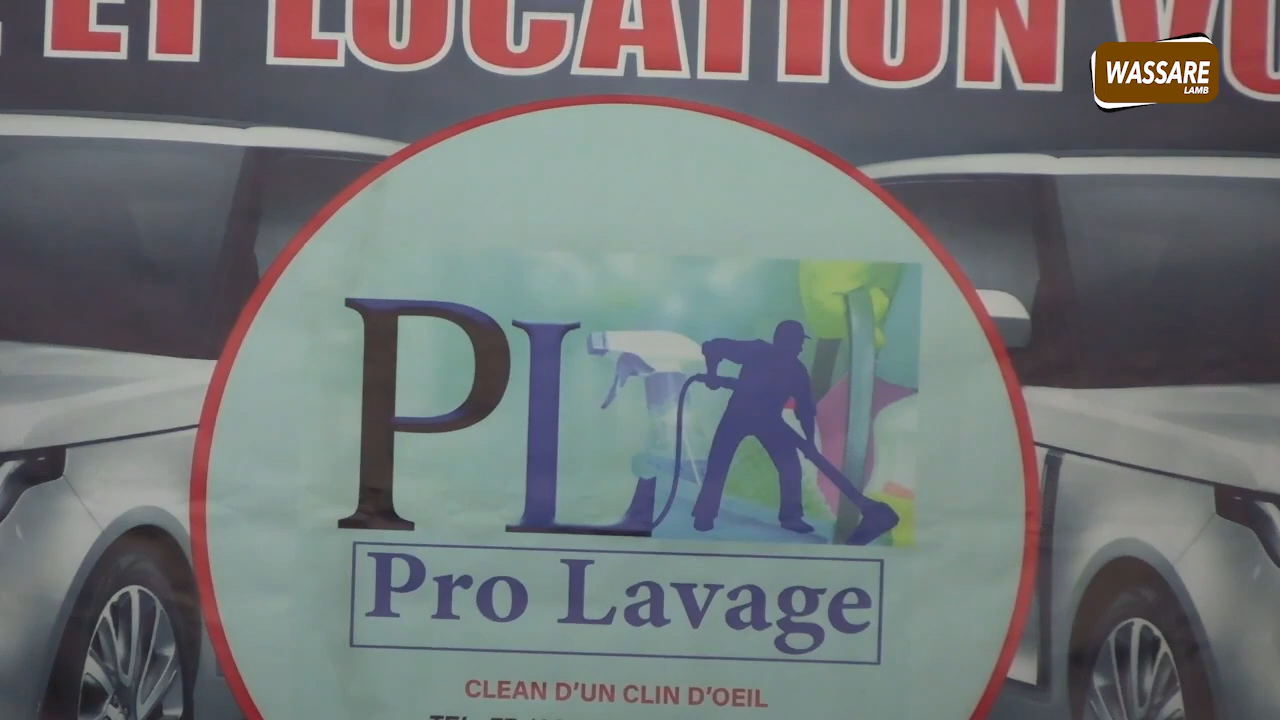 ET LOCATION
WASSARE
LAMB
PL
Pro Lavage
CLEAN D'UN CLIN D'OEIL